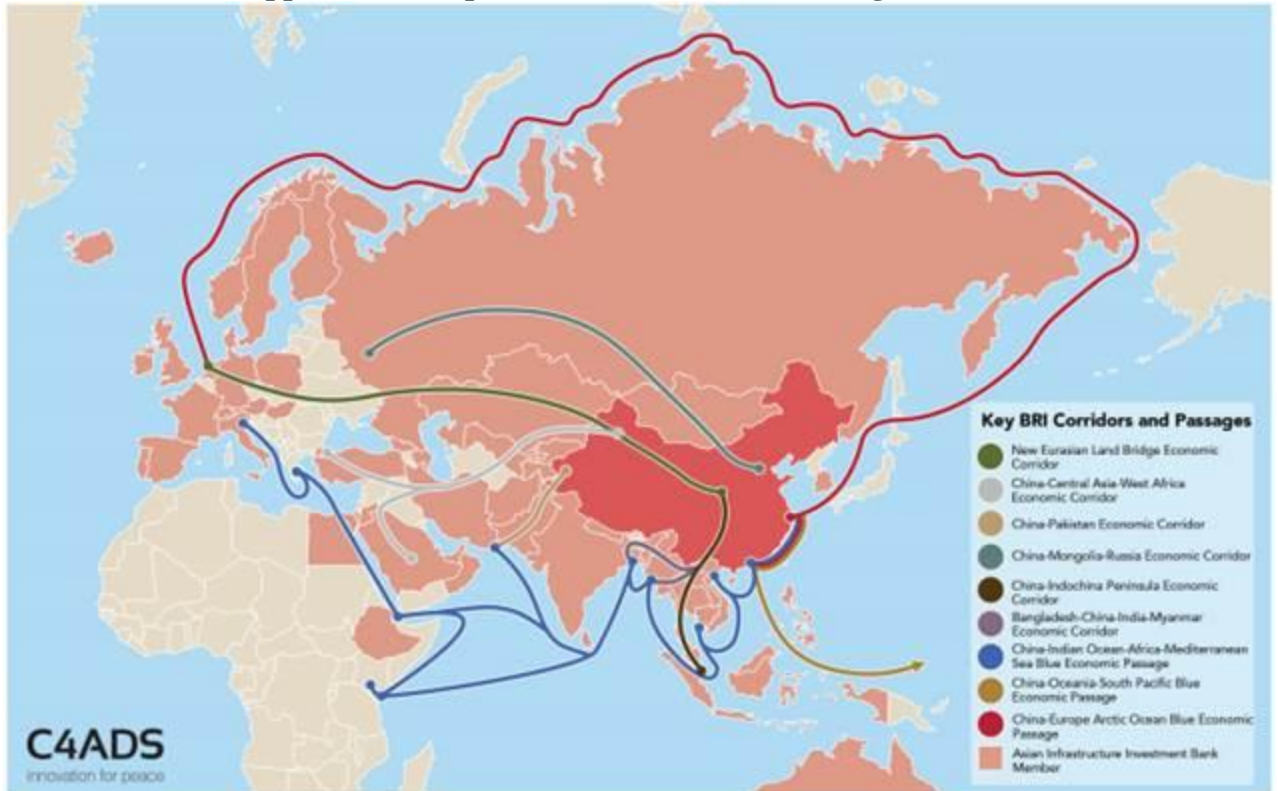 Key BRI Corridors and Passages
New Eurasian Land Bridge Economic
Corridor
China-Central Asia-West Africa
Economic Corridor
China-Pakistan Economic Corridor
China-Mongolia-Russia Economic Corridor
China-Indochina Peninsula Economic
Corridor
Bangladesh-China-India-Myanmar
Economic Corridor
China-Indian Ocean-Africa-Mediterranean
Sea Blue Economic Passage
China-Oceania-South Pacific Blue
Economic Passage
China-Europe Arctic Ocean Blue Economic
Passage
Asian Infrastructure Investment Bank
Member
C4ADS
innovation for peace